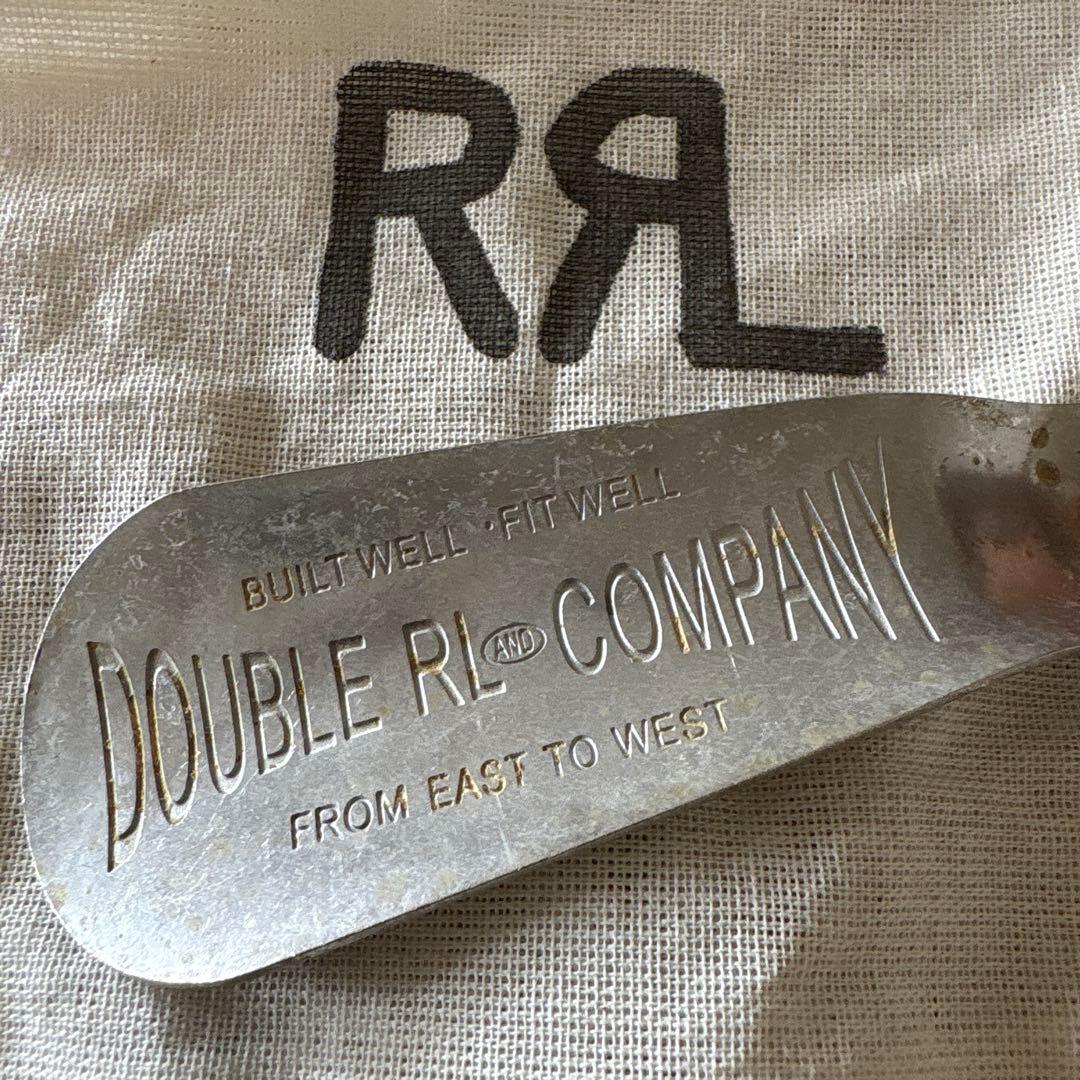 RRL
BUILT WELL · FIT WELL
DOUBLE RL AND COMPANY
FROM EAST TO WEST